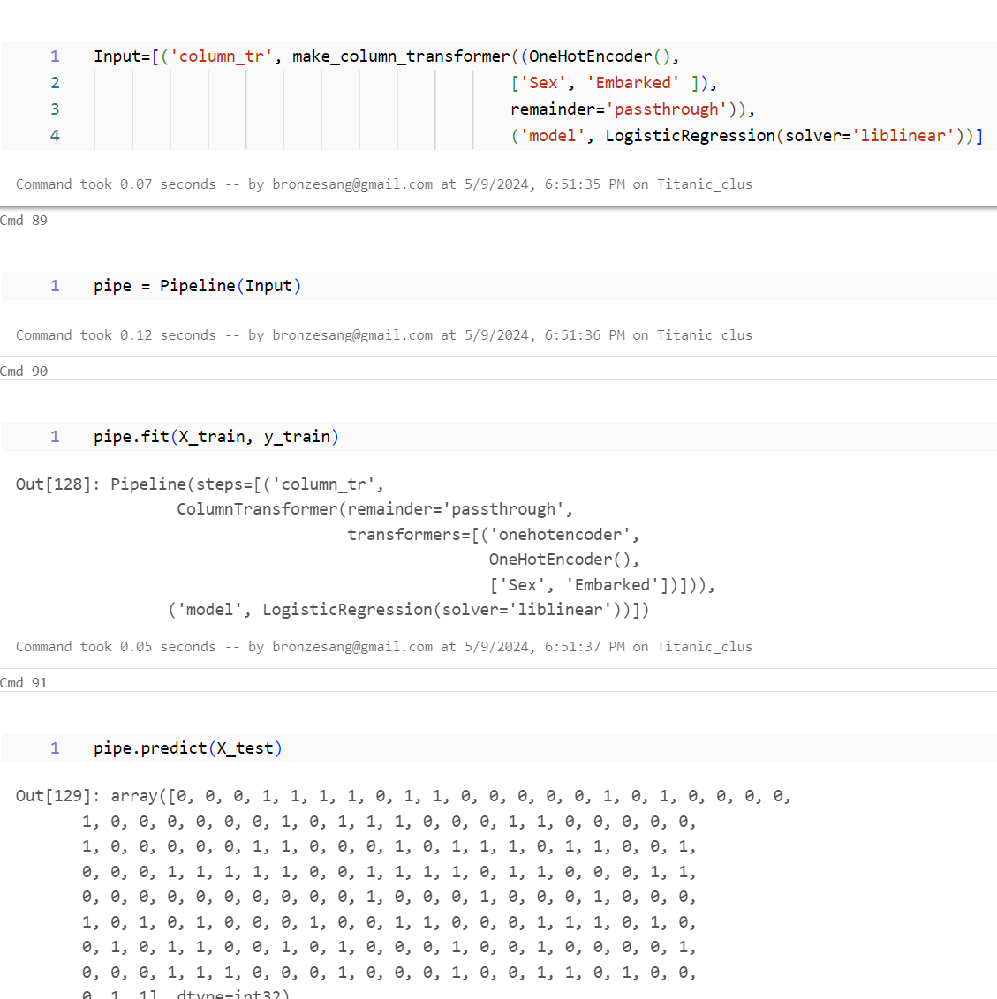 1 Input=[('column_tr', make_column_transformer((OneHotEncoder(),
2 ['Sex', 'Embarked' ]),
3 remainder='passthrough')),
4 ('model', LogisticRegression(solver='liblinear'))]
Command took 0.07 seconds -- by bronzesang@gmail.com at 5/9/2024, 6:51:35 PM on Titanic_clus
Cmd 89
1 pipe = Pipeline(Input)
Command took 0.12 seconds -- by bronzesang@gmail.com at 5/9/2024, 6:51:36 PM on Titanic_clus
Cmd 90
1 pipe.fit(X_train, y_train)
Out[128]: Pipeline(steps=[('column_tr',
ColumnTransformer(remainder='passthrough',
transformers=[('onehotencoder',
OneHotEncoder(),
['Sex', 'Embarked'])])),
('model', LogisticRegression(solver='liblinear'))])
Command took 0.05 seconds -- by bronzesang@gmail.com at 5/9/2024, 6:51:37 PM on Titanic_clus
Cmd 91
1 pipe.predict(X_test)
Out[129]: array([0, 0, 0, 1, 1, 1, 1, 0, 1, 1, 0, 0, 0, 0, 0, 1, 0, 1, 0, 0, 0, 0,
1, 0, 0, 0, 0, 0, 0, 1, 0, 1, 1, 1, 0, 0, 0, 1, 1, 0, 0, 0, 0, 0,
1, 0, 0, 0, 0, 0, 1, 1, 0, 0, 0, 1, 0, 1, 1, 1, 0, 1, 1, 0, 0, 1,
0, 0, 0, 1, 1, 1, 1, 1, 0, 0, 1, 1, 1, 1, 0, 1, 1, 0, 0, 0, 1, 1,
0, 0, 0, 0, 0, 0, 0, 0, 0, 0, 1, 0, 0, 0, 1, 0, 0, 0, 1, 0, 0, 0,
1, 0, 1, 0, 1, 0, 0, 0, 1, 0, 0, 1, 1, 0, 0, 0, 1, 1, 1, 0, 1, 0, 0,
0, 1, 0, 1, 1, 0, 0, 1, 0, 1, 0, 0, 0, 1, 0, 0, 1, 0, 0, 0, 0, 1,
0, 0, 0, 1, 1, 1, 0, 0, 0, 1, 0, 0, 0, 1, 0, 0, 1, 1, 0, 1, 0, 0,
0, 1, 1], dtype=int32)